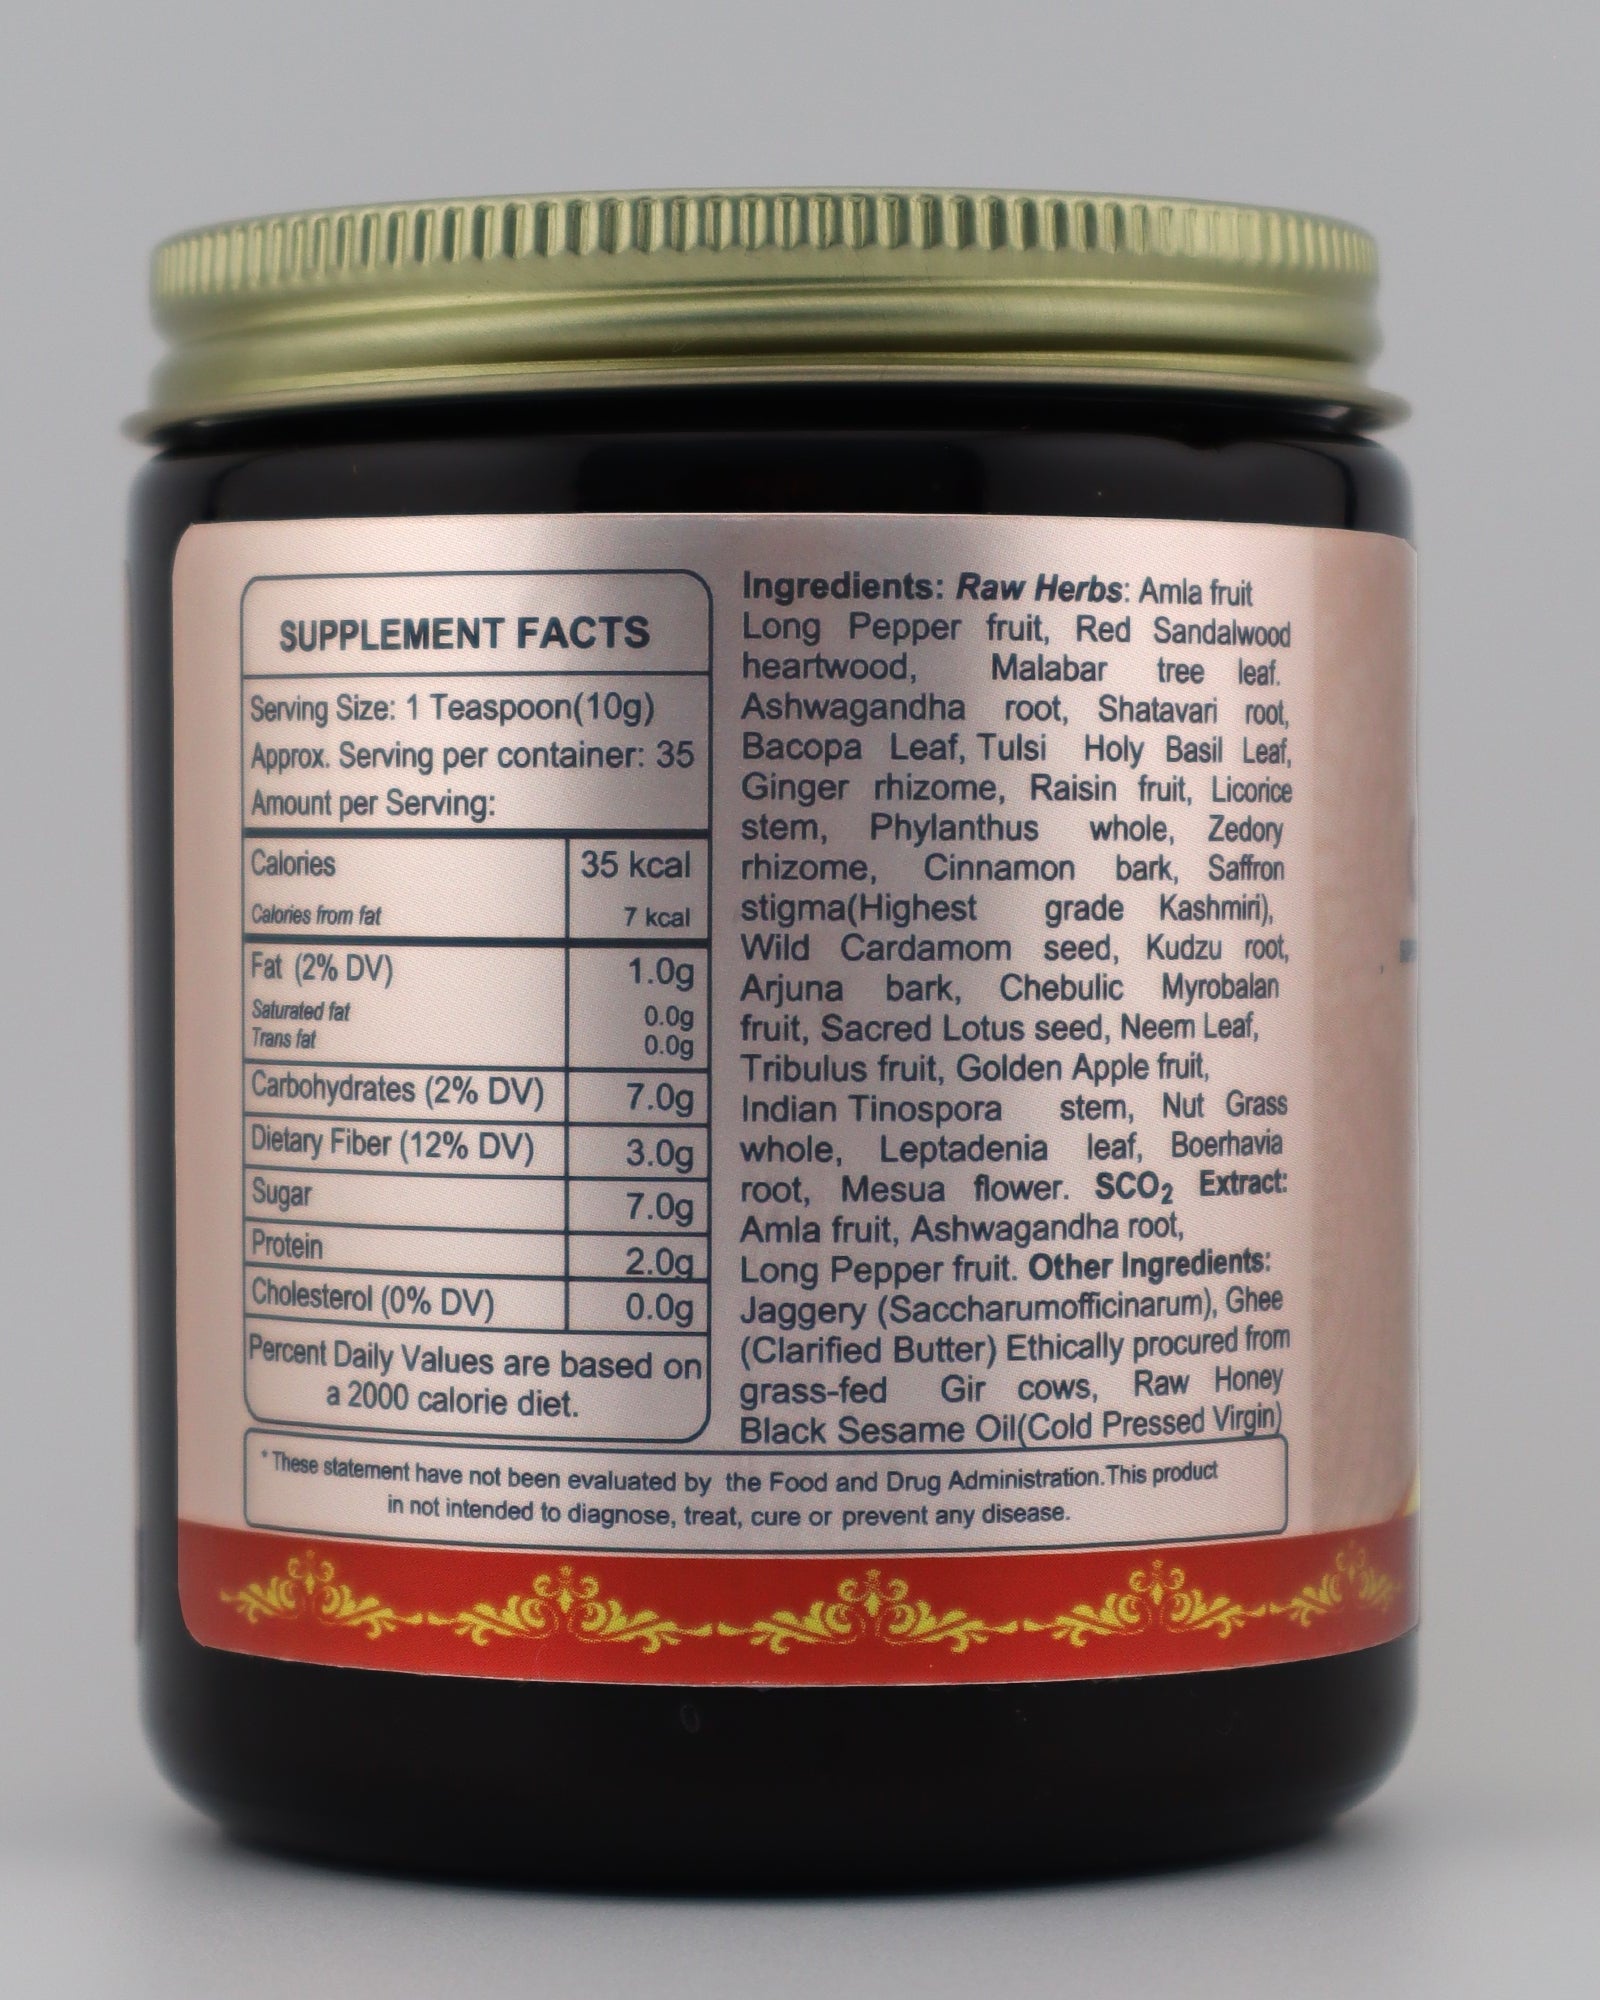 SUPPLEMENT FACTS
Serving Size: 1 Teaspoon(10g)
Approx. Serving per container: 35
Amount per Serving:
Calories 35 kcal
Calories from fat 7 kcal
Fat (2% DV) 1.0g
Saturated fat 0.0g
Trans fat 0.0g
Carbohydrates (2% DV) 7.0g
Dietary Fiber (12% DV) 3.0g
Sugar 7.0g
Protein 2.0g
Cholesterol (0% DV) 0.0g
Percent Daily Values are based on
a 2000 calorie diet.
Ingredients: Raw Herbs: Amla fruit
Long Pepper fruit, Red Sandalwood
heartwood, Malabar tree leaf.
Ashwagandha root, Shatavari root,
Bacopa Leaf, Tulsi Holy Basil Leaf,
Ginger rhizome, Raisin fruit, Licorice
stem, Phylanthus whole, Zedory
rhizome, Cinnamon bark, Saffron
stigma(Highest grade Kashmiri),
Wild Cardamom seed, Kudzu root,
Arjuna bark, Chebulic Myrobalan
fruit, Sacred Lotus seed, Neem Leaf,
Tribulus fruit, Golden Apple fruit,
Indian Tinospora stem, Nut Grass
whole, Leptadenia leaf, Boerhavia
root, Mesua flower. SCO₂ Extract:
Amla fruit, Ashwagandha root,
Long Pepper fruit. Other Ingredients:
Jaggery (Saccharumofficinarum), Ghee
(Clarified Butter) Ethically procured from
grass-fed Gir cows, Raw Honey
Black Sesame Oil(Cold Pressed Virgin)
* These statement have not been evaluated by the Food and Drug Administration.This product
in not intended to diagnose, treat, cure or prevent any disease.